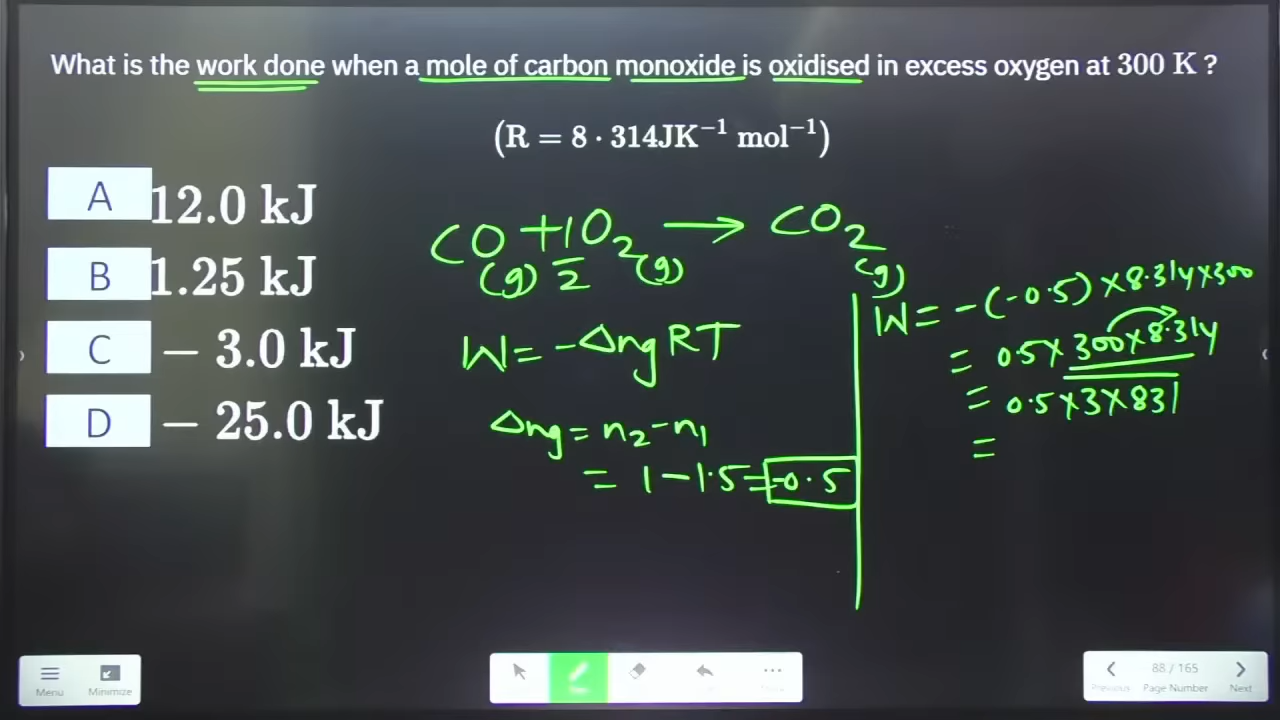 What is the work done when a mole of carbon monoxide is oxidised in excess oxygen at 300 K ?
(R = 8 · 314JK⁻¹ mol⁻¹)
A 12.0 kJ
B 1.25 kJ
C − 3.0 kJ
D − 25.0 kJ
CO(g) + 1/2 O₂(g) → CO₂(g)
W = -ΔngRT
Δng = n₂-n₁
= 1-1.5 = -0.5
W = -(-0.5) × 8.314 × 300
= 0.5 × 300 × 8.314
= 0.5 × 3 × 831
=
Menu
Minimize
Previous
88 / 165
Page Number
Next